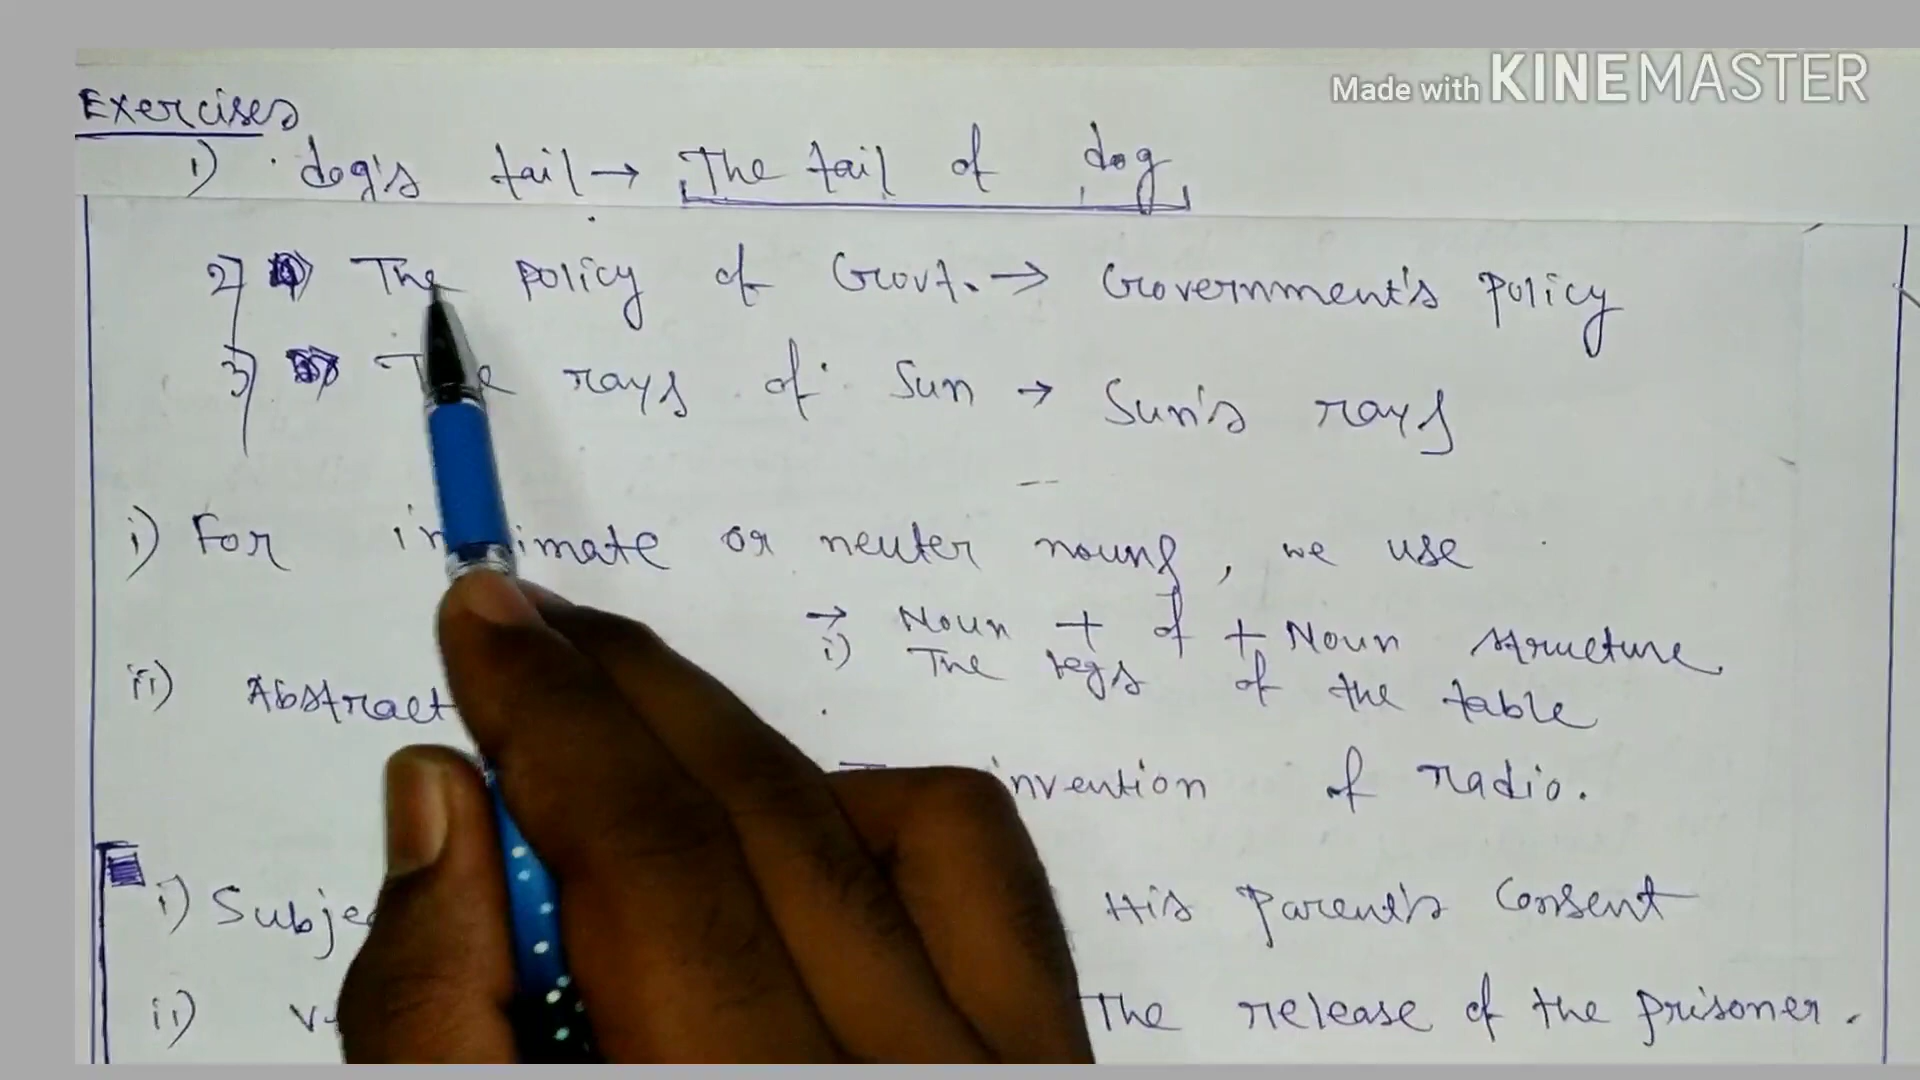 Made with KINEMASTER
Exercises
1) dog's tail → The tail of dog
2) The policy of Govt. → Government's policy
3) The rays of Sun → Sun's rays
i) For or neuter nouns, we use
→ Noun + of + Noun structure
i) The legs of the table
ii) Abstract
invention of radio.
i) His Parent's Consent
ii) The release of the prisoner.